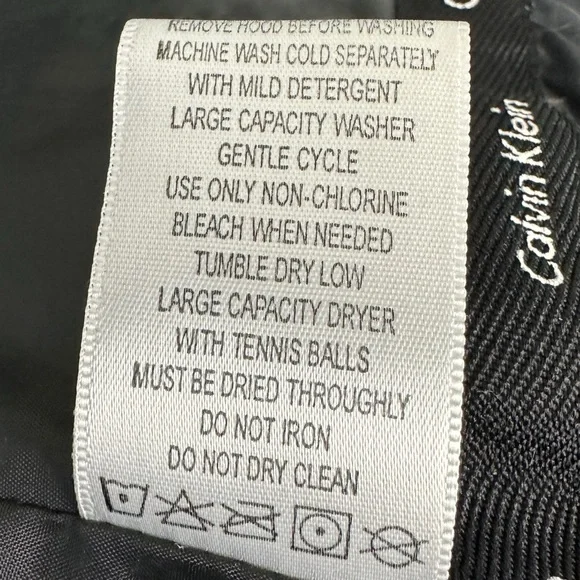 REMOVE HOOD BEFORE WASHING
MACHINE WASH COLD SEPARATELY
WITH MILD DETERGENT
LARGE CAPACITY WASHER
GENTLE CYCLE
USE ONLY NON-CHLORINE
BLEACH WHEN NEEDED
TUMBLE DRY LOW
LARGE CAPACITY DRYER
WITH TENNIS BALLS
MUST BE DRIED THROUGHLY
DO NOT IRON
DO NOT DRY CLEAN
Calvin Klein